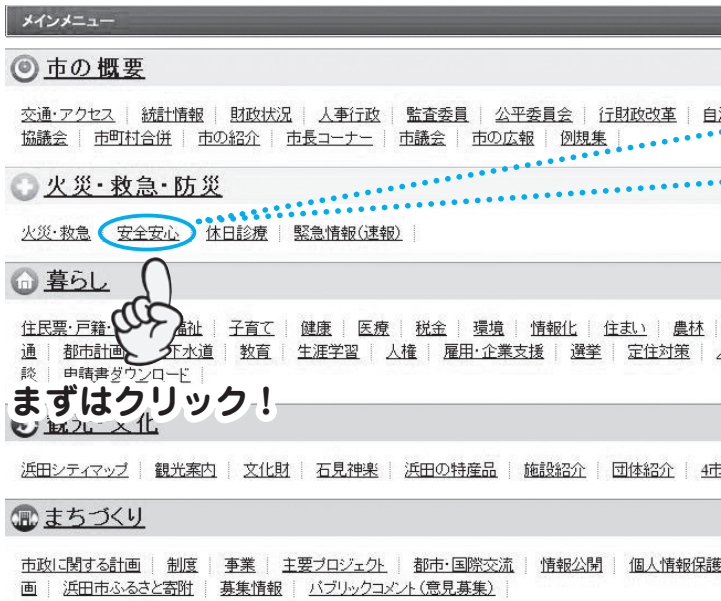 メインメニュー
市の概要
交通・アクセス｜統計情報｜財政状況｜人事行政｜監査委員｜公平委員会｜行財政改革｜自
協議会｜市町村合併｜市の紹介｜市長コーナー｜市議会｜市の広報｜例規集｜
火災・救急・防災
火災・救急｜安全安心｜休日診療｜緊急情報（速報）｜
暮らし
住民票・戸籍・福祉｜子育て｜健康｜医療｜税金｜環境｜情報化｜住まい｜農林
通｜都市計画 下水道｜教育｜生涯学習｜人権｜雇用・企業支援｜選挙｜定住対策｜
談｜申請書ダウンロード｜
まずはクリック！
観光・文化
浜田シティマップ｜観光案内｜文化財｜石見神楽｜浜田の特産品｜施設紹介｜団体紹介｜4市
まちづくり
市政に関する計画｜制度｜事業｜主要プロジェクト｜都市・国際交流｜情報公開｜個人情報保護
画｜浜田市ふるさと寄附｜募集情報｜パブリックコメント（意見募集）｜